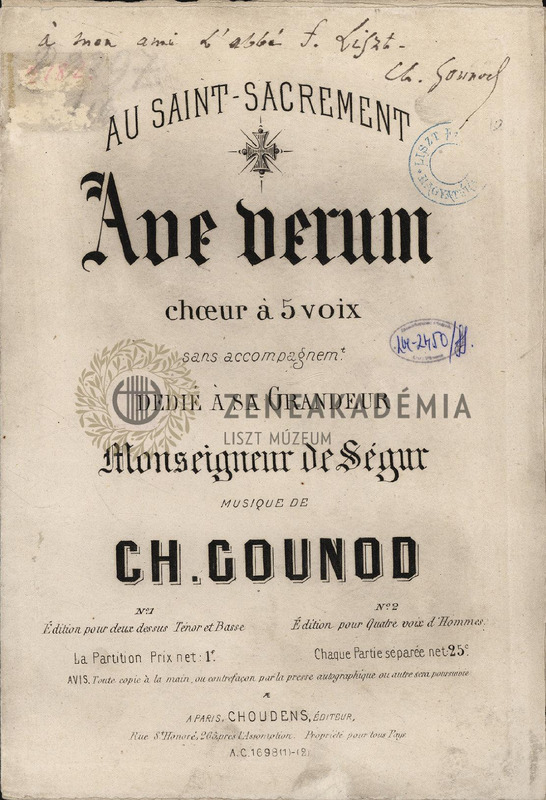 à mon ami L'abbé F. Liszt-
Ch. Gounod
AU SAINT-SACREMENT
Ave verum
chœur à 5 voix
sans accompagnemt.
DÉDIÉ À SA GRANDEUR
ZENEAKADÉMIA
LISZT MÚZEUM
Monseigneur de Ségur
MUSIQUE DE
CH. GOUNOD
No. 1
Édition pour deux dessus Ténor et Basse
La Partition Prix net: 1f.
No. 2
Édition pour Quatre voix d'Hommes.
Chaque Partie séparée net: 25c
AVIS. Toute copie à la main, ou contrefaçon par la presse autographique ou autre sera poursuivie
A PARIS, CHOUDENS, ÉDITEUR,
Rue St. Honoré, 265, près l'Assomption. Propriété pour tous Pays
A.C. 1698 (1)-(2)
LISZT